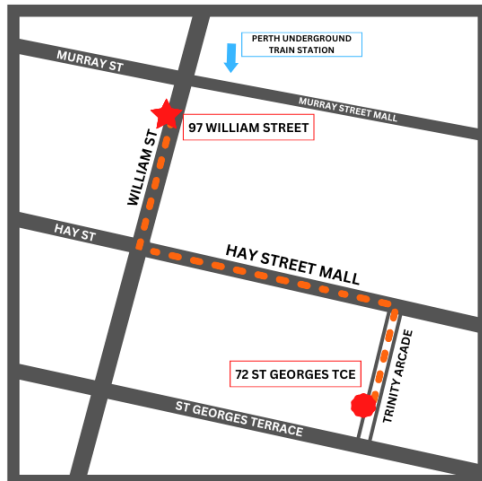 PERTH UNDERGROUND
TRAIN STATION
MURRAY ST
MURRAY STREET MALL
97 WILLIAM STREET
WILLIAM ST
HAY ST
HAY STREET MALL
72 ST GEORGES TCE
TRINITY ARCADE
ST GEORGES TERRACE